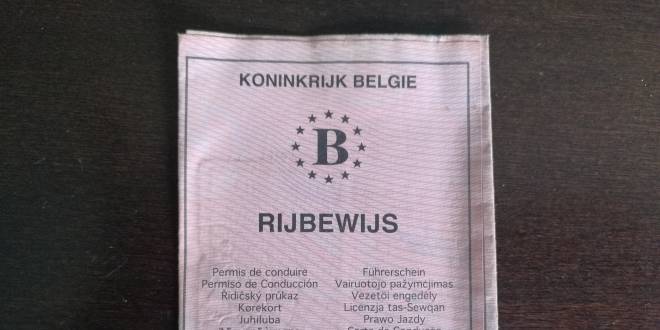 KONINKRIJK BELGIE
B
RIJBEWIJS
Permis de conduire
Permiso de Conducción
Řidičský průkaz
Kørekort
Juhiluba
Führerschein
Vairuotojo pažymėjimas
Vezetői engedély
Liċenzja tas-Sewqan
Prawo Jazdy